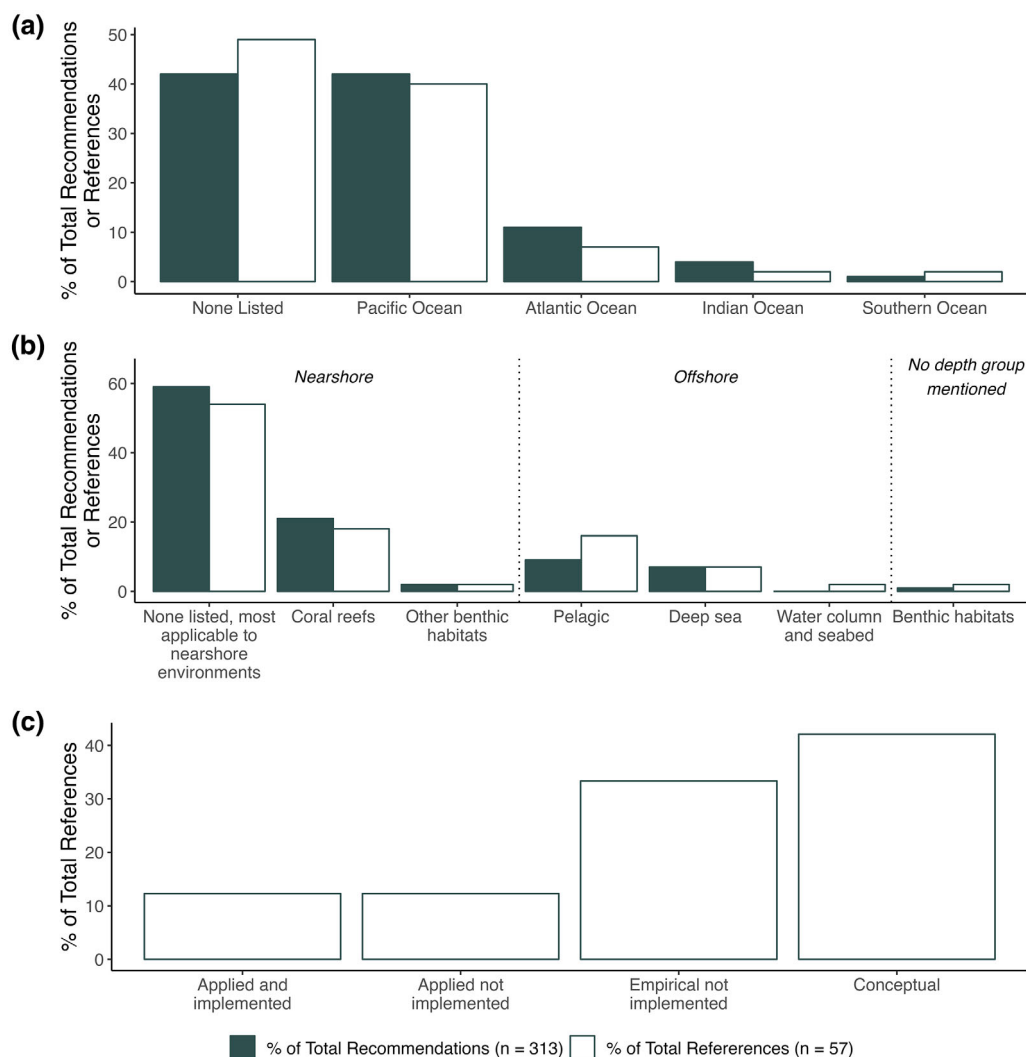 (a)
% of Total Recommendations
or References
50
40
30
20
10
0
None Listed
Pacific Ocean
Atlantic Ocean
Indian Ocean
Southern Ocean
(b)
% of Total Recommendations
or References
60
40
20
0
Nearshore
Offshore
No depth group
mentioned
None listed, most
applicable to
nearshore
environments
Coral reefs
Other benthic
habitats
Pelagic
Deep sea
Water column
and seabed
Benthic habitats
(c)
% of Total References
40
30
20
10
0
Applied and
implemented
Applied not
implemented
Empirical not
implemented
Conceptual
% of Total Recommendations (n = 313)
% of Total Refererences (n = 57)